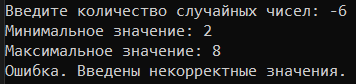 Введите количество случайных чисел: -6
Минимальное значение: 2
Максимальное значение: 8
Ошибка. Введены некорректные значения.